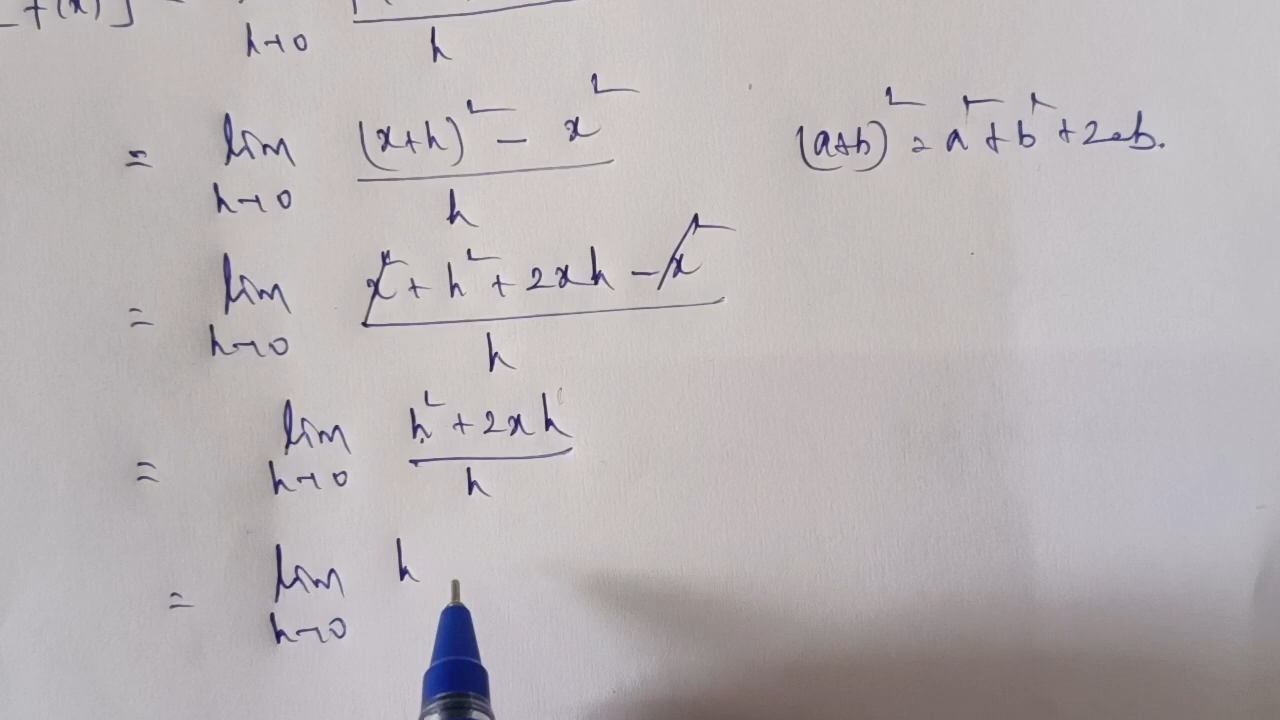 f(x)] =
h→0 h
= lim (x+h)² - x²
h→0 h
(a+b)² = a² + b² + 2ab.
= lim x² + h² + 2xh - x²
h→0 h
= lim h² + 2xh
h→0 h
= lim h
h→0